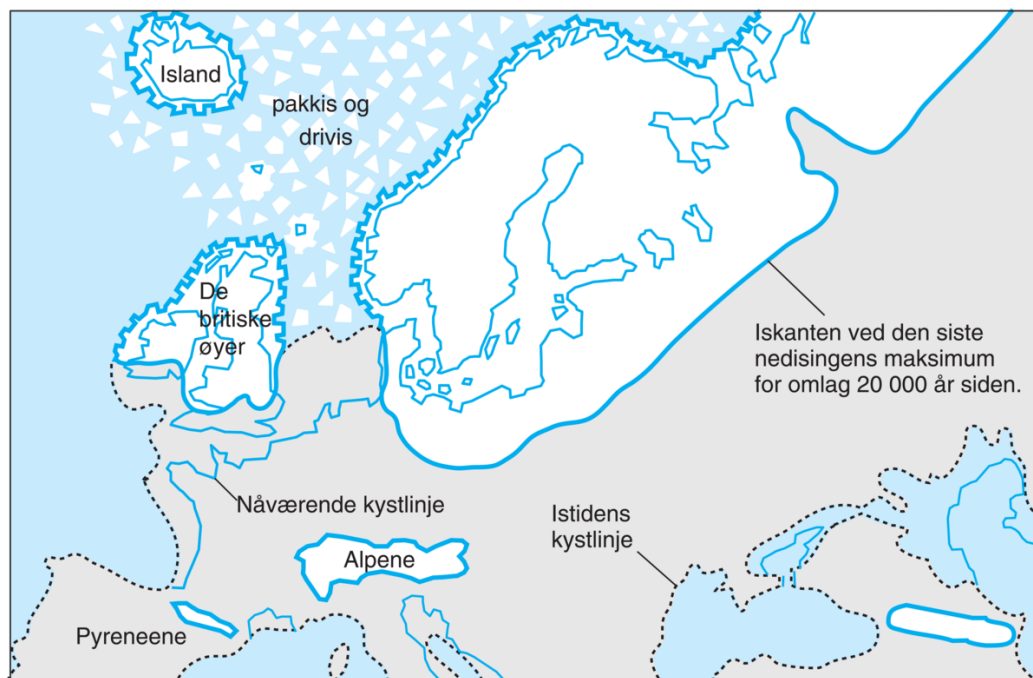 Island
pakkis og
drivis
De
britiske
øyer
Iskanten ved den siste
nedisingens maksimum
for omlag 20 000 år siden.
Nåværende kystlinje
Istidens
kystlinje
Alpene
Pyreneene